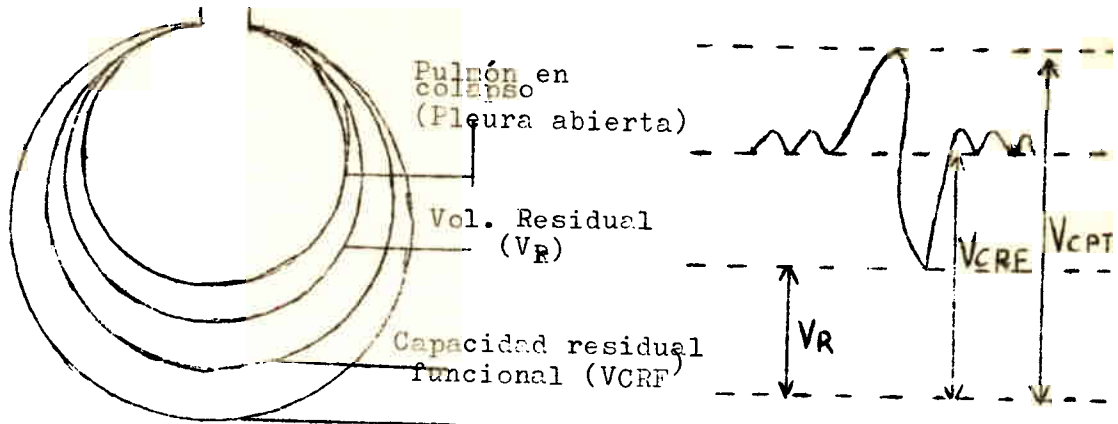 Pulmón en
colapso
(Pleura abierta)
Vol. Residual
(VR)
Capacidad residual
funcional (VCRF)
VR
VCRF
VCPT